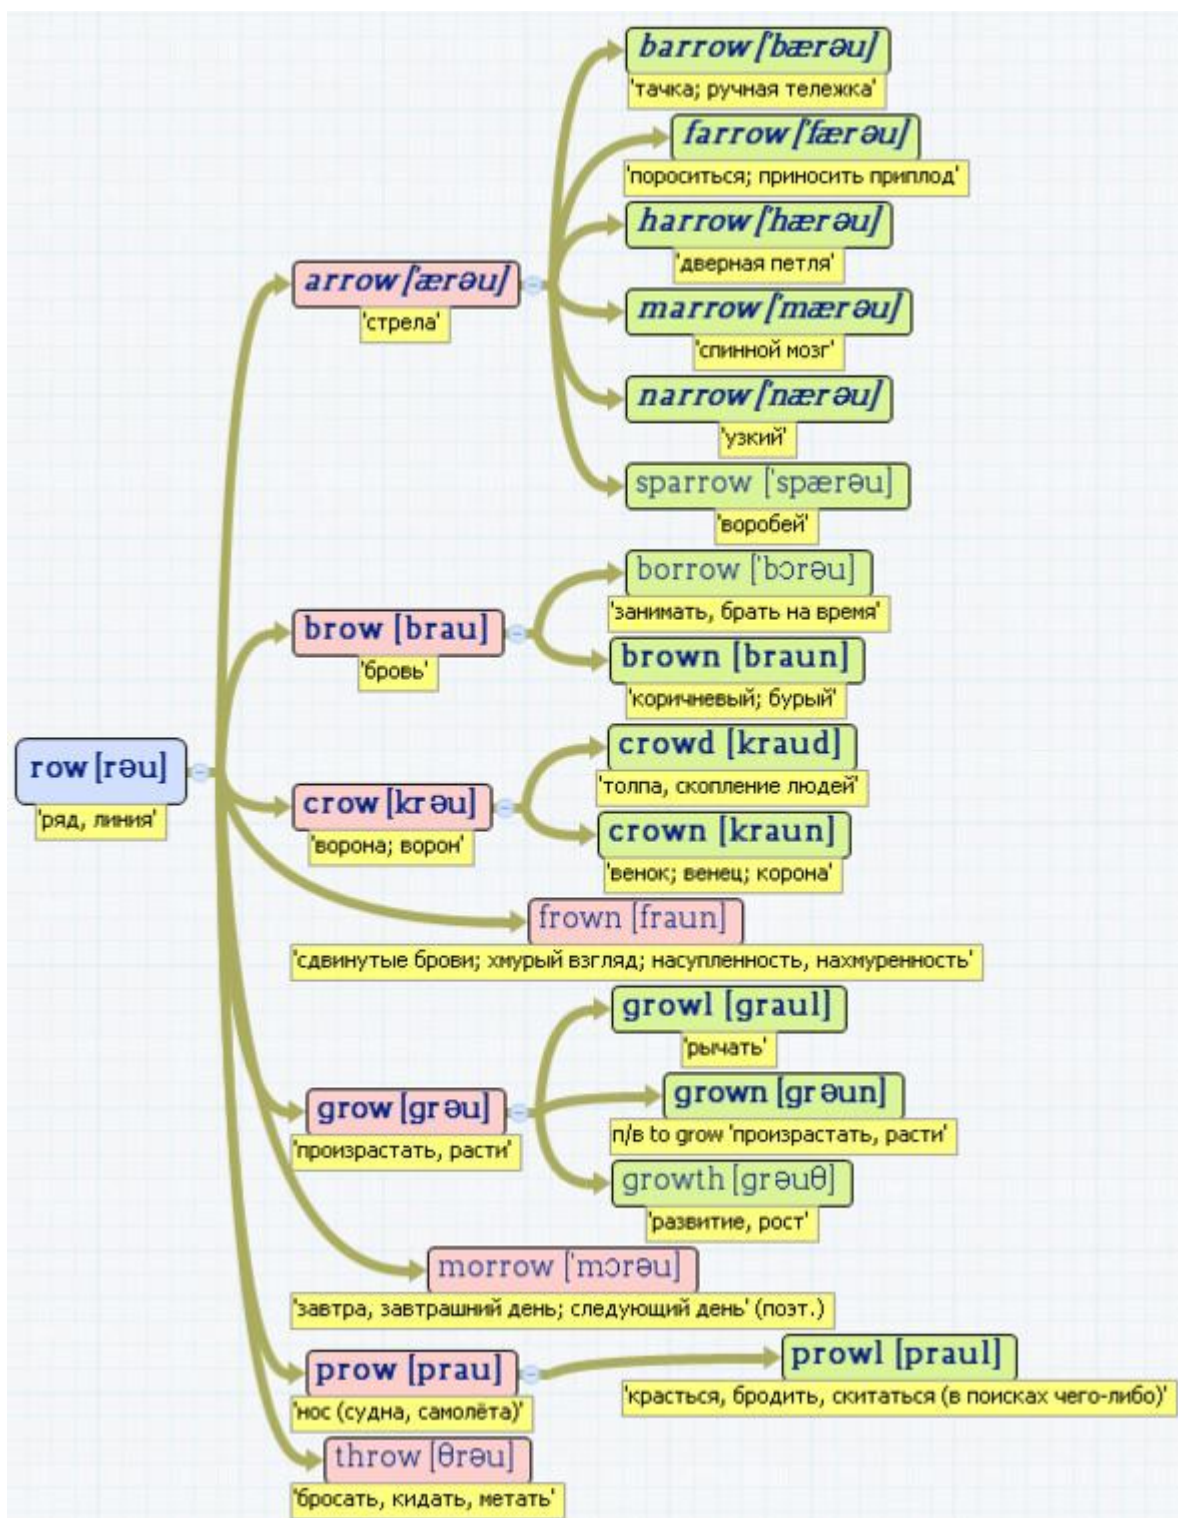 barrow ['bærəu]
'тачка; ручная тележка'
farrow ['færəu]
'пороситься; приносить приплод'
harrow ['hærəu]
'дверная петля'
arrow ['ærəu]
'стрела'
marrow ['mærəu]
'спинной мозг'
narrow ['nærəu]
'узкий'
sparrow ['spærəu]
'воробей'
borrow ['bɔrəu]
'занимать, брать на время'
brow [brau]
'бровь'
brown [braun]
'коричневый; бурый'
row [rəu]
'ряд, линия'
crowd [kraud]
'толпа, скопление людей'
crow [krəu]
'ворона; ворон'
crown [kraun]
'венок; венец; корона'
frown [fraun]
'сдвинутые брови; хмурый взгляд; насупленность, нахмуренность'
growl [graul]
'рычать'
grow [grəu]
'произрастать, расти'
grown [grəun]
п/в to grow 'произрастать, расти'
growth [grəuθ]
'развитие, рост'
morrow ['mɔrəu]
'завтра, завтрашний день; следующий день' (поэт.)
prow [prau]
'нос (судна, самолёта)'
prowl [praul]
'красться, бродить, скитаться (в поисках чего-либо)'
throw [θrəu]
'бросать, кидать, метать'